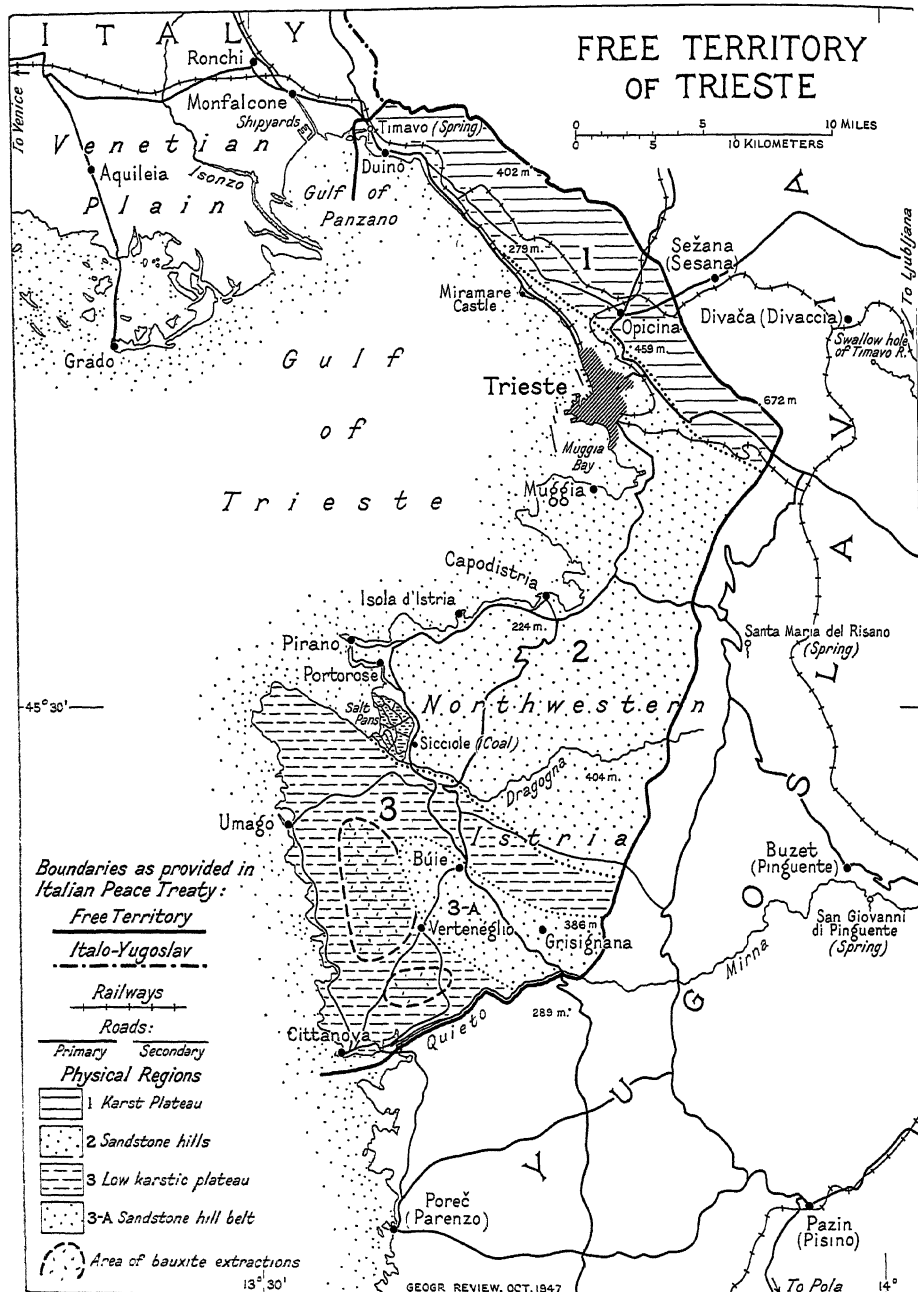 ITALY
FREE TERRITORY
OF TRIESTE
Ronchi
Monfalcone
Shipyards
To Venice
Venetian
Plain
Aquileia
Isonzo
Timavo (Spring)
Duino
Gulf of
Panzano
5 10 MILES
5 10 KILOMETERS
402 m
279 m.
1
Sežana
(Sesana)
To Ljubljana
Miramare
Castle
Opicina
Divača (Divaccia)
Swallow hole
of Timavo R.
459 m.
Grado
Gulf
of
Trieste
Trieste
672 m
Muggia
Bay
Muggia
Capodistria
Isola d'Istria
224 m.
Pirano
Portorose
2
Santa Maria del Risano
(Spring)
45°30'
Northwestern
Istria
Salt
Pans
Sicciole (Coal)
Dragogna
404 m.
3
Umago
Búie
Buzet
(Pinguente)
3-A
Verteneglio
386 m
Grisignana
San Giovanni
di Pinguente
(Spring)
Mirna
289 m.
Quieto
Cittanova
YUGOSLAVIA
Poreč
(Parenzo)
Pazin
(Pisino)
To Pola
Boundaries as provided in
Italian Peace Treaty:
Free Territory
Italo-Yugoslav
Railways
Roads:
Primary Secondary
Physical Regions
1 Karst Plateau
2 Sandstone hills
3 Low karstic plateau
3-A Sandstone hill belt
Area of bauxite extractions
13°30'
GEOGR. REVIEW, OCT. 1947
14°